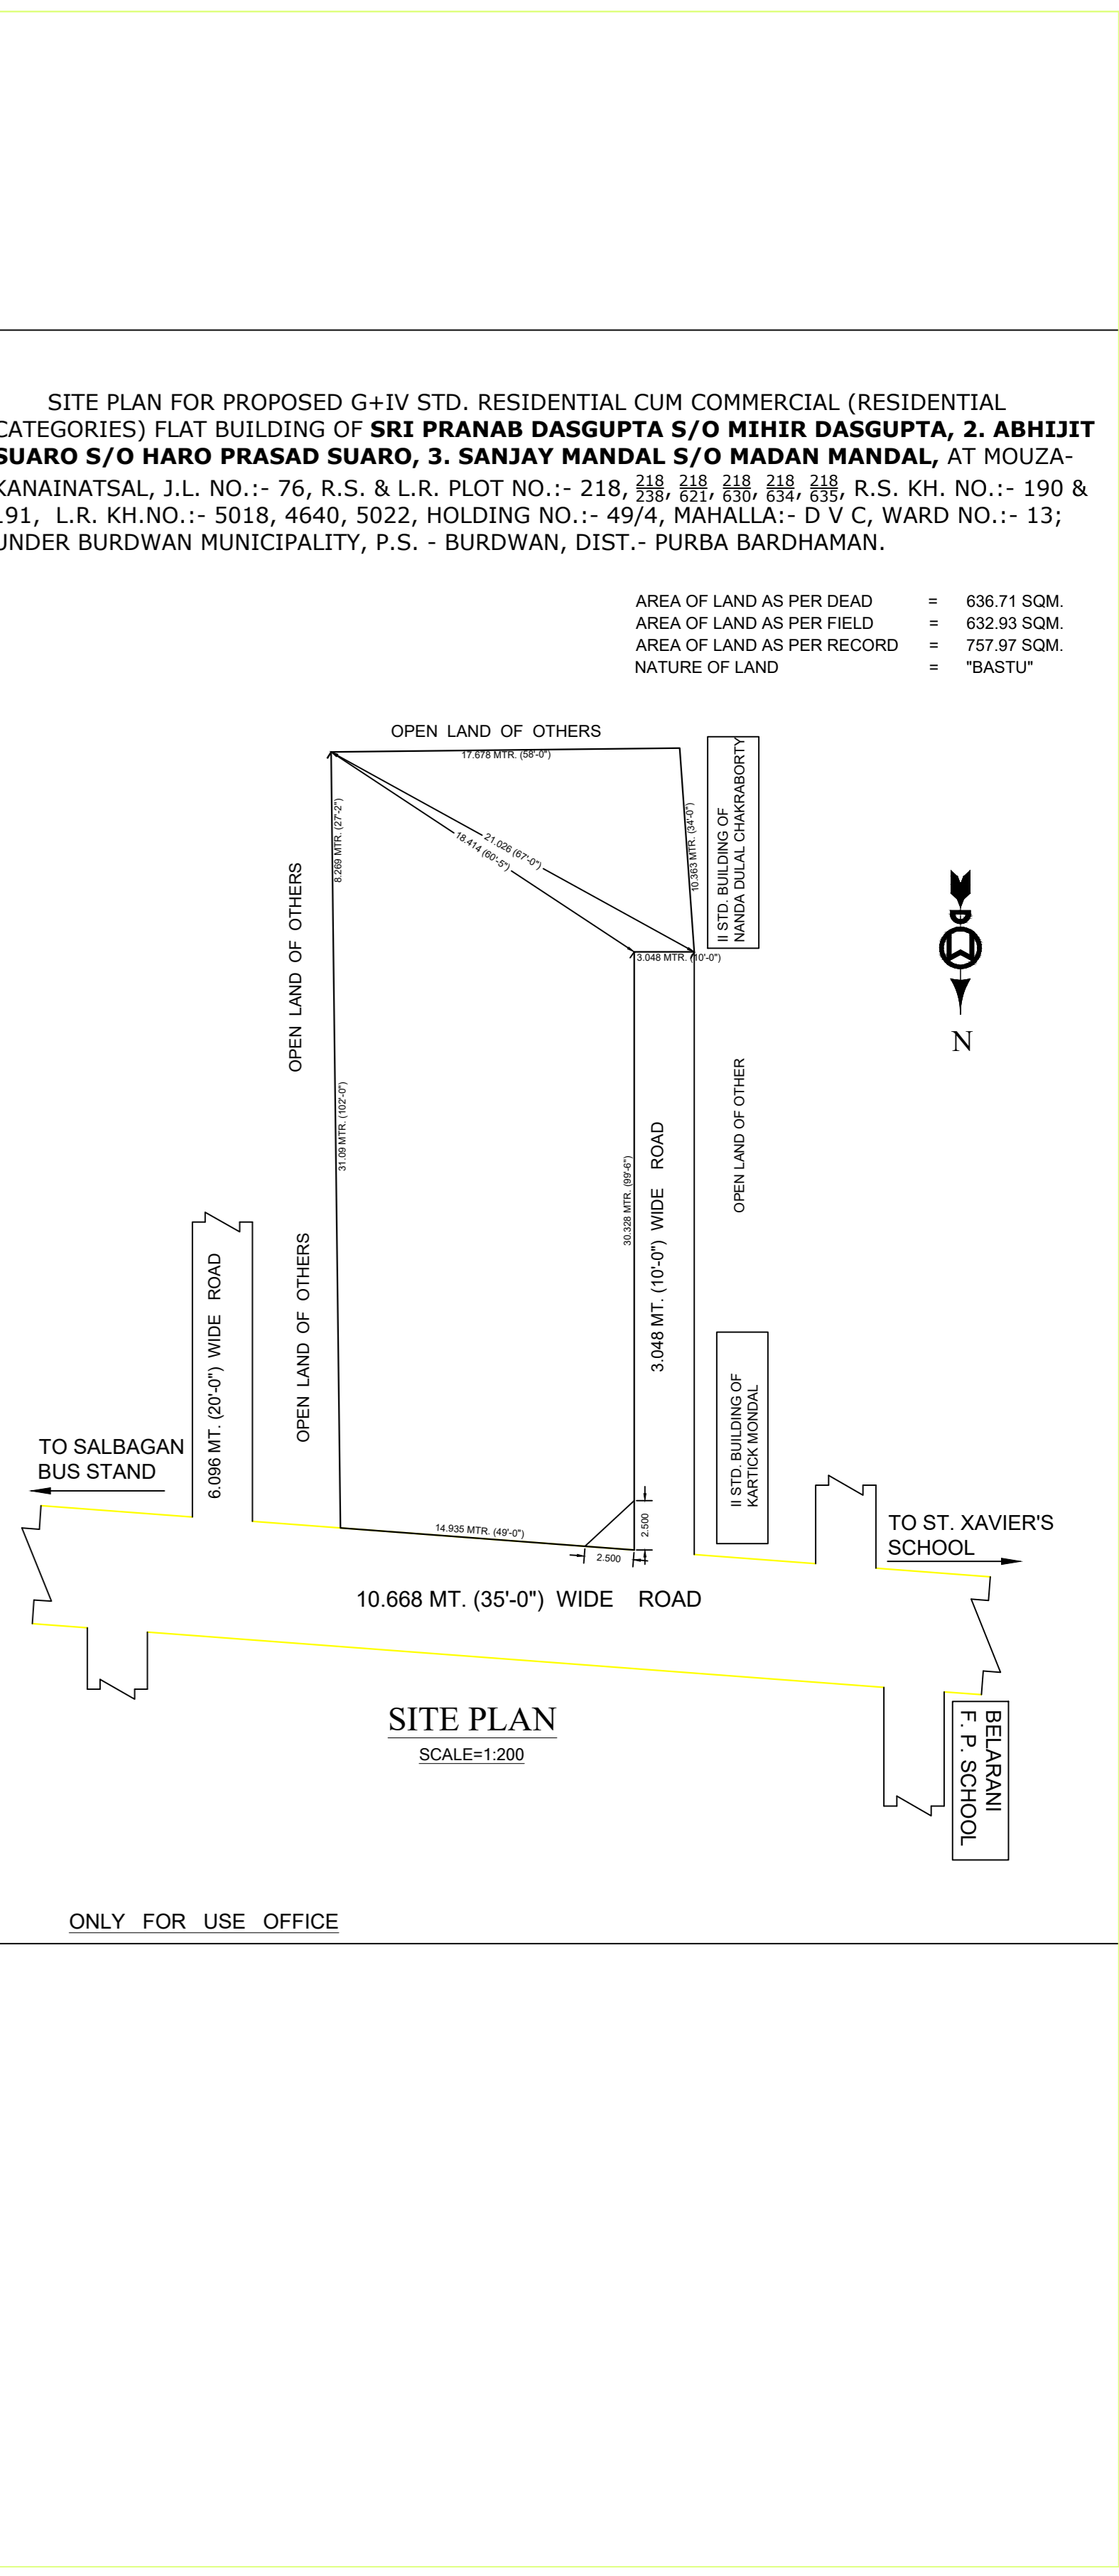 SITE PLAN FOR PROPOSED G+IV STD. RESIDENTIAL CUM COMMERCIAL (RESIDENTIAL
CATEGORIES) FLAT BUILDING OF SRI PRANAB DASGUPTA S/O MIHIR DASGUPTA, 2. ABHIJIT
SUARO S/O HARO PRASAD SUARO, 3. SANJAY MANDAL S/O MADAN MANDAL, AT MOUZA-
KANAINATSAL, J.L. NO.:- 76, R.S. & L.R. PLOT NO.:- 218, 218/238, 218/621, 218/630, 218/634, 218/635, R.S. KH. NO.:- 190 &
191, L.R. KH.NO.:- 5018, 4640, 5022, HOLDING NO.:- 49/4, MAHALLA:- D V C, WARD NO.:- 13;
UNDER BURDWAN MUNICIPALITY, P.S. - BURDWAN, DIST.- PURBA BARDHAMAN.
AREA OF LAND AS PER DEAD = 636.71 SQM.
AREA OF LAND AS PER FIELD = 632.93 SQM.
AREA OF LAND AS PER RECORD = 757.97 SQM.
NATURE OF LAND = "BASTU"
OPEN LAND OF OTHERS
17.678 MTR. (58'-0")
8.269 MTR. (27'-2")
21.026 (67'-0")
18.414 (60'-5")
10.363 MTR. (34'-0")
II STD. BUILDING OF
NANDA DULAL CHAKRABORTY
OPEN LAND OF OTHERS
3.048 MTR. (10'-0")
N
31.09 MTR. (102'-0")
30.328 MTR. (99'-6")
3.048 MT. (10'-0") WIDE ROAD
OPEN LAND OF OTHER
6.096 MT. (20'-0") WIDE ROAD
OPEN LAND OF OTHERS
II STD. BUILDING OF
KARTICK MONDAL
TO SALBAGAN
BUS STAND
14.935 MTR. (49'-0")
2.500
2.500
TO ST. XAVIER'S
SCHOOL
10.668 MT. (35'-0") WIDE ROAD
SITE PLAN
SCALE=1:200
BELARANI
F. P. SCHOOL
ONLY FOR USE OFFICE